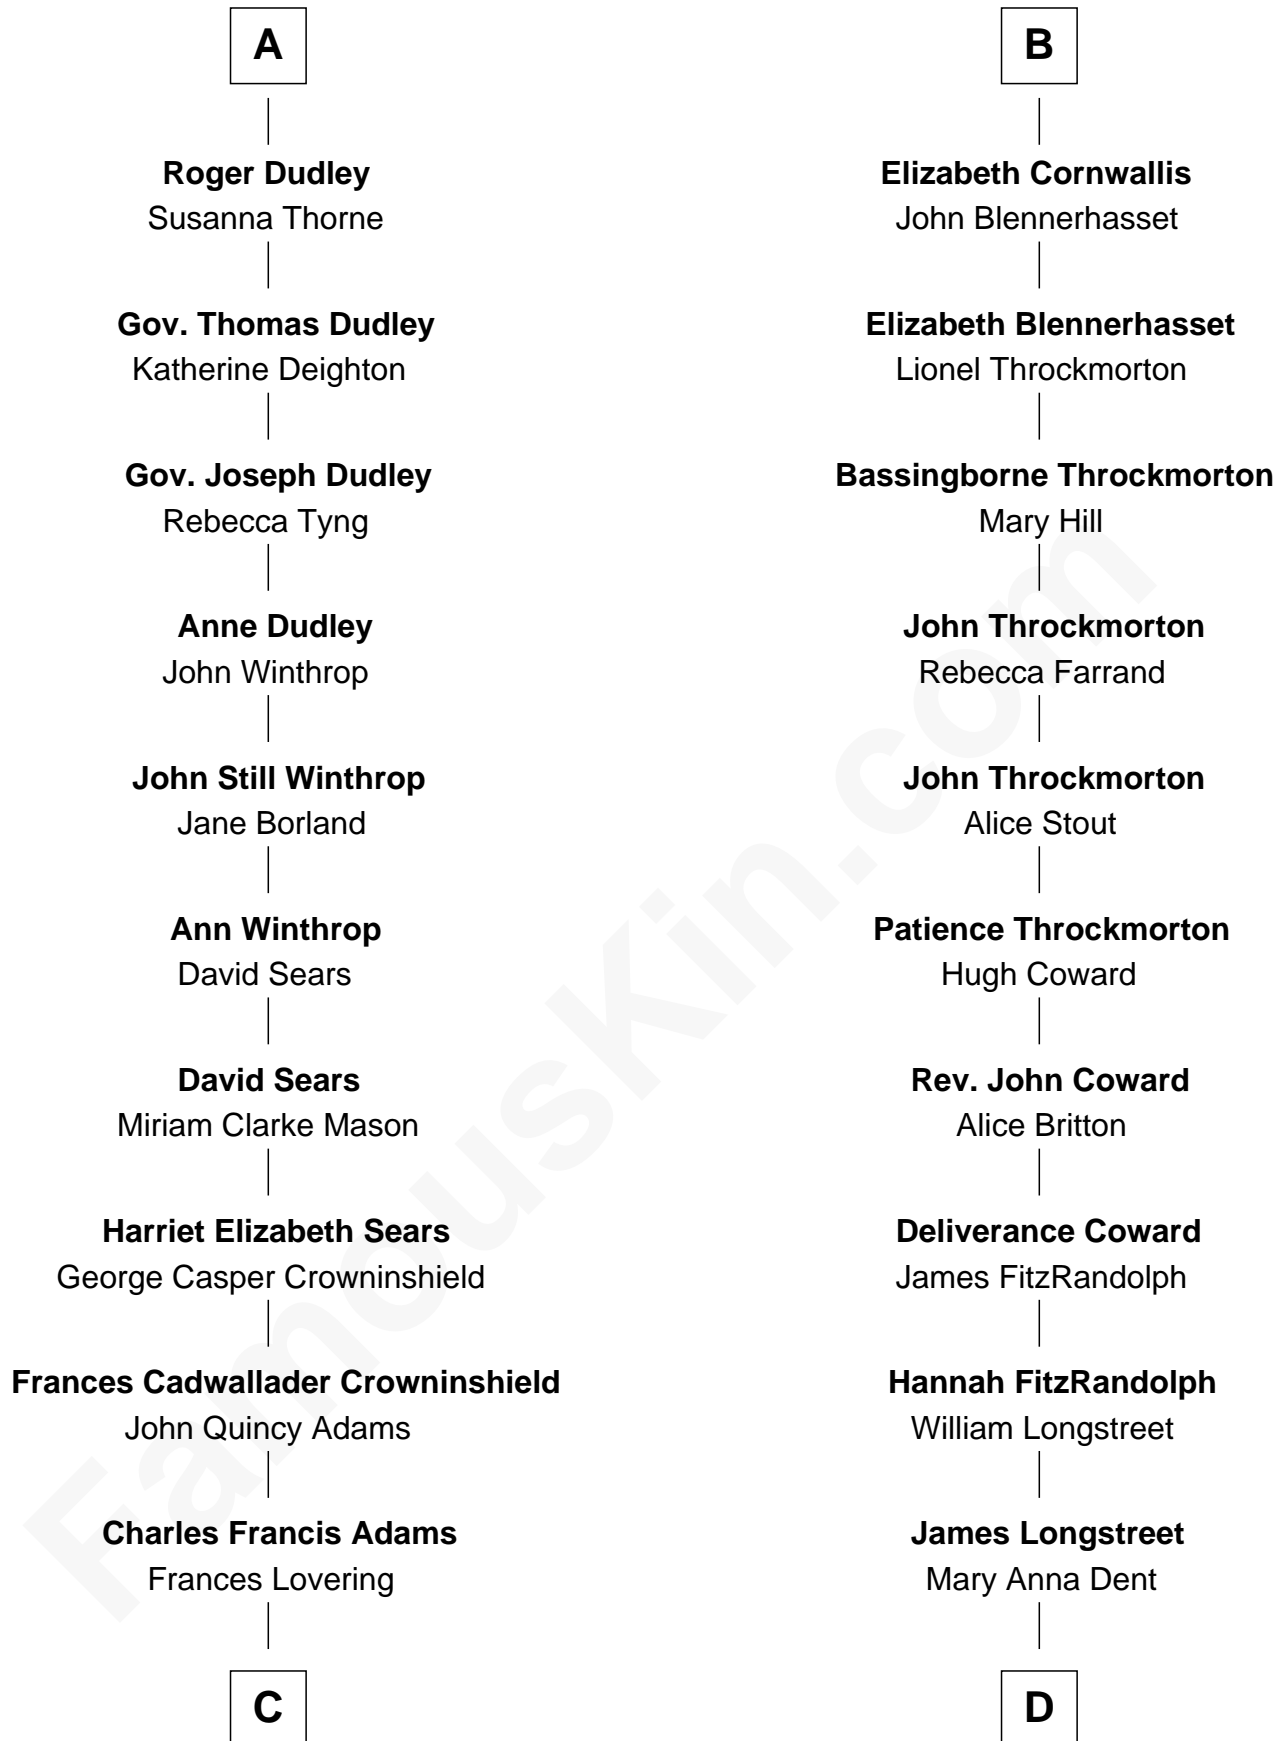 A
Roger Dudley
Susanna Thorne
Gov. Thomas Dudley
Katherine Deighton
Gov. Joseph Dudley
Rebecca Tyng
Anne Dudley
John Winthrop
John Still Winthrop
Jane Borland
Ann Winthrop
David Sears
David Sears
Miriam Clarke Mason
Harriet Elizabeth Sears
George Casper Crowninshield
Frances Cadwallader Crowninshield
John Quincy Adams
Charles Francis Adams
Frances Lovering
C
B
Elizabeth Cornwallis
John Blennerhasset
Elizabeth Blennerhasset
Lionel Throckmorton
Bassingborne Throckmorton
Mary Hill
John Throckmorton
Rebecca Farrand
John Throckmorton
Alice Stout
Patience Throckmorton
Hugh Coward
Rev. John Coward
Alice Britton
Deliverance Coward
James FitzRandolph
Hannah FitzRandolph
William Longstreet
James Longstreet
Mary Anna Dent
D
FamousKin.com